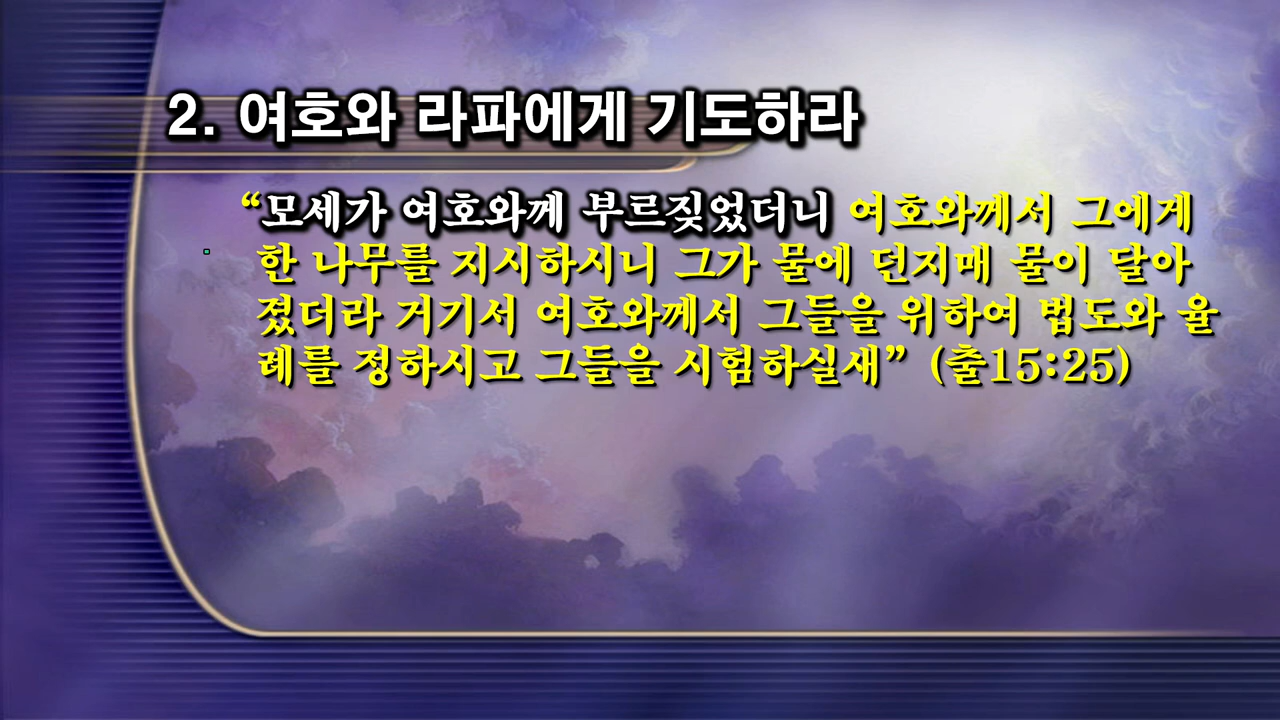 2. 여호와 라파에게 기도하라
“모세가 여호와께 부르짖었더니 여호와께서 그에게
한 나무를 지시하시니 그가 물에 던지매 물이 달아
졌더라 거기서 여호와께서 그들을 위하여 법도와 율
례를 정하시고 그들을 시험하실새” (출15:25)